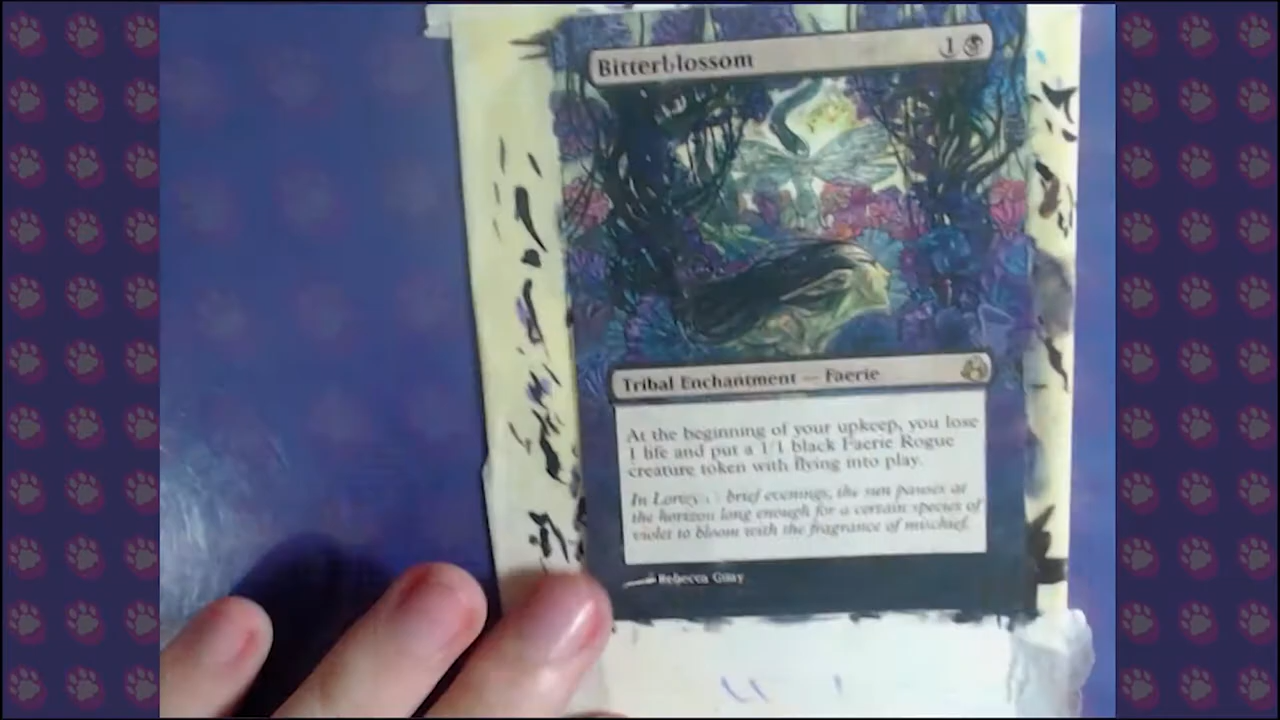 Bitterblossom 1
Tribal Enchantment — Faerie
At the beginning of your upkeep, you lose
1 life and put a 1/1 black Faerie Rogue
creature token with flying into play.
In brief evenings, the sun pauses at
the horizon long enough for a certain species of
violet to bloom with the fragrance of mischief.
Rebecca Guay